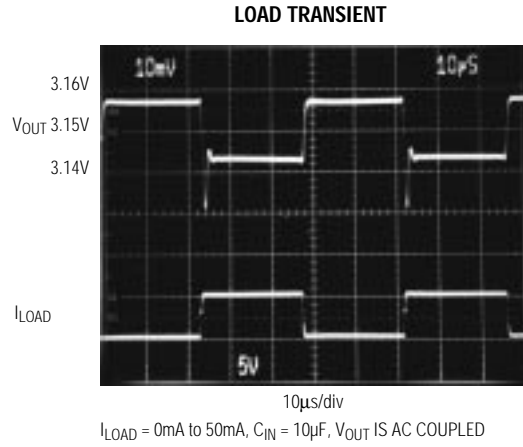 LOAD TRANSIENT
10mV 10µS
3.16V
VOUT 3.15V
3.14V
ILOAD
5V
10µs/div
ILOAD = 0mA to 50mA, CIN = 10µF, VOUT IS AC COUPLED